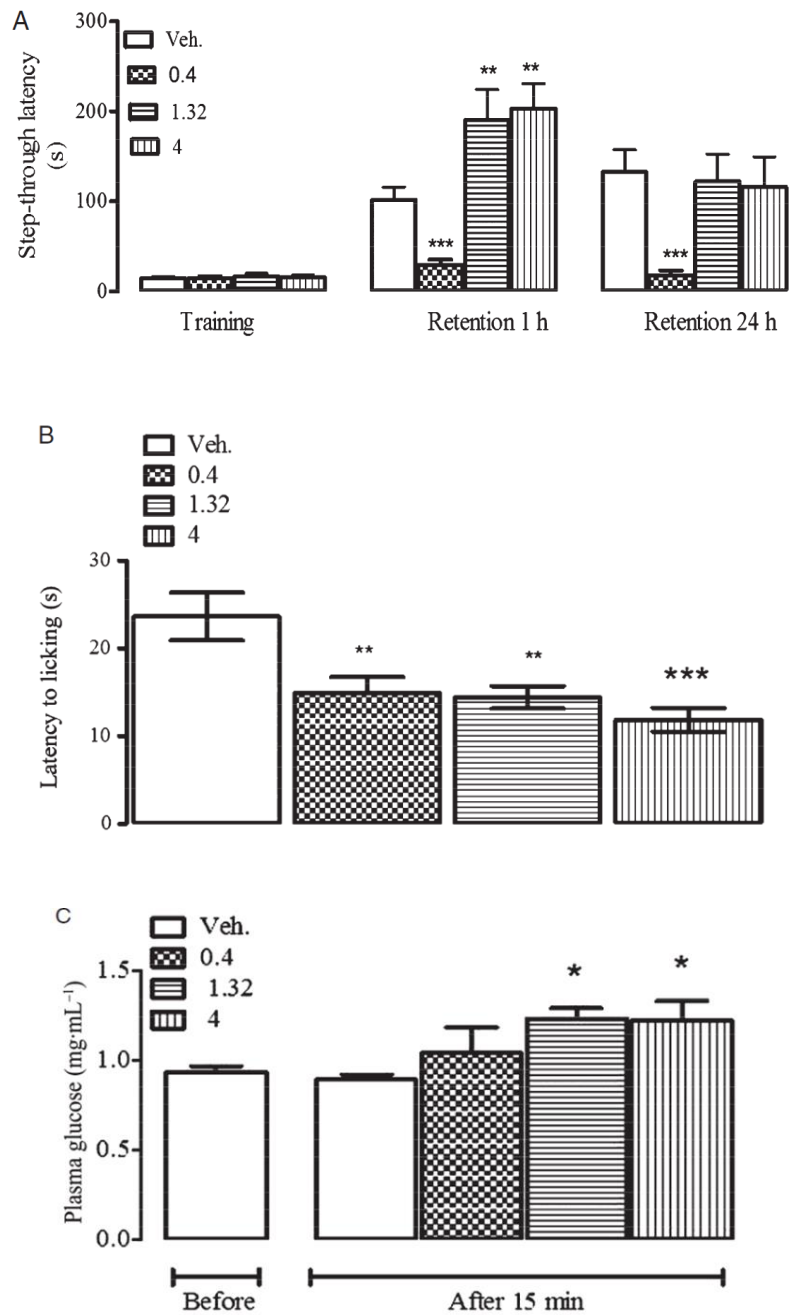 A
300
200
100
0
Step-through latency
(s)
Veh.
0.4
1.32
4
**
**
***
***
Training
Retention 1 h
Retention 24 h
B
Veh.
0.4
1.32
4
30
20
10
0
Latency to licking (s)
**
**
***
C
Veh.
0.4
1.32
4
1.5
1.0
0.5
0.0
Plasma glucose (mg·mL⁻¹)
*
*
Before
After 15 min